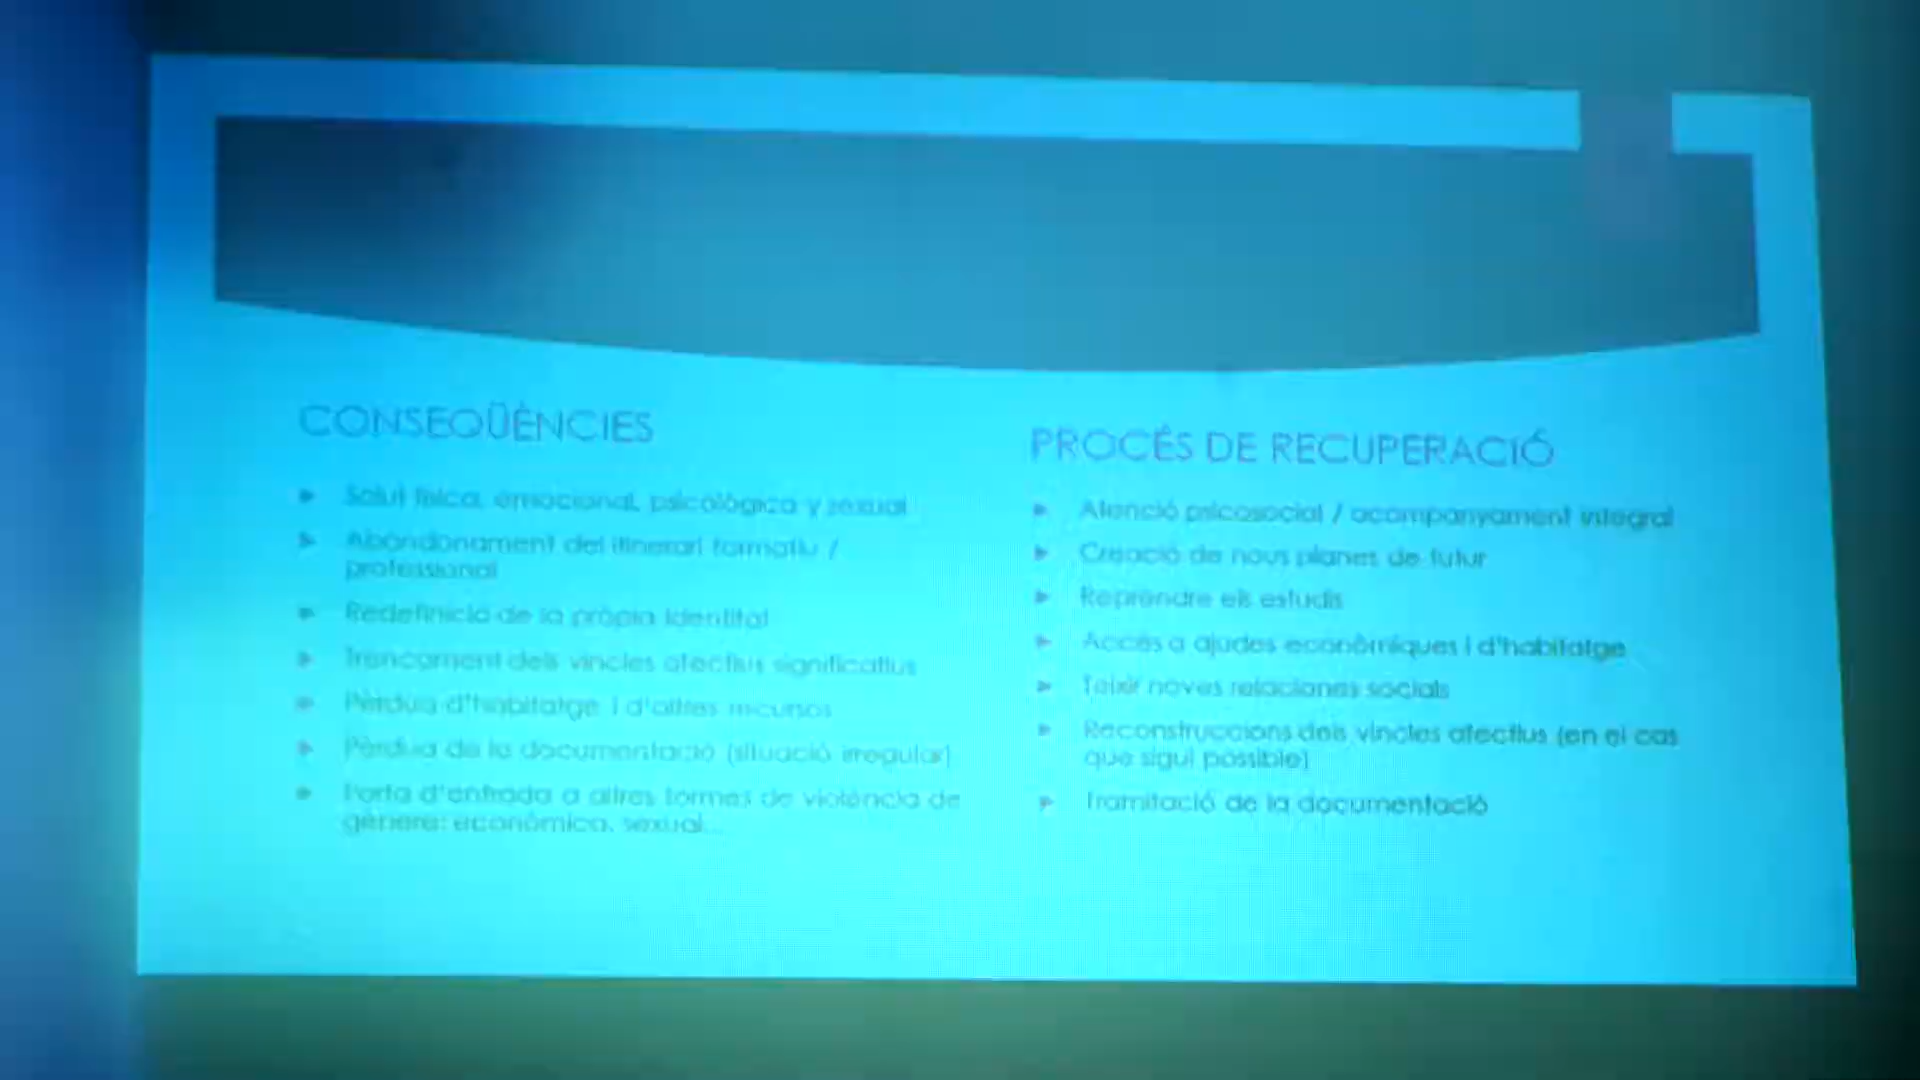 CONSEQÜÈNCIES
Salut física, emocional, psicològica y sexual
Abandonament del itinerari formatiu /
professional
Redefinició de la pròpia identitat
Trencament dels vincles afectius significatius
Pèrdua d'habitatge i d'altres recursos
Pèrdua de la documentació (situació irregular)
Porta d'entrada a altres formes de violència de
gènere: econòmica, sexual...
PROCÉS DE RECUPERACIÓ
Atenció psicosocial / acompanyament integral
Creació de nous planes de futur
Reprendre els estudis
Accés a ajudes econòmiques i d'habitatge
Teixir noves relaciones socials
Reconstruccions dels vincles afectius (en el cas
que sigui possible)
Tramitació de la documentació